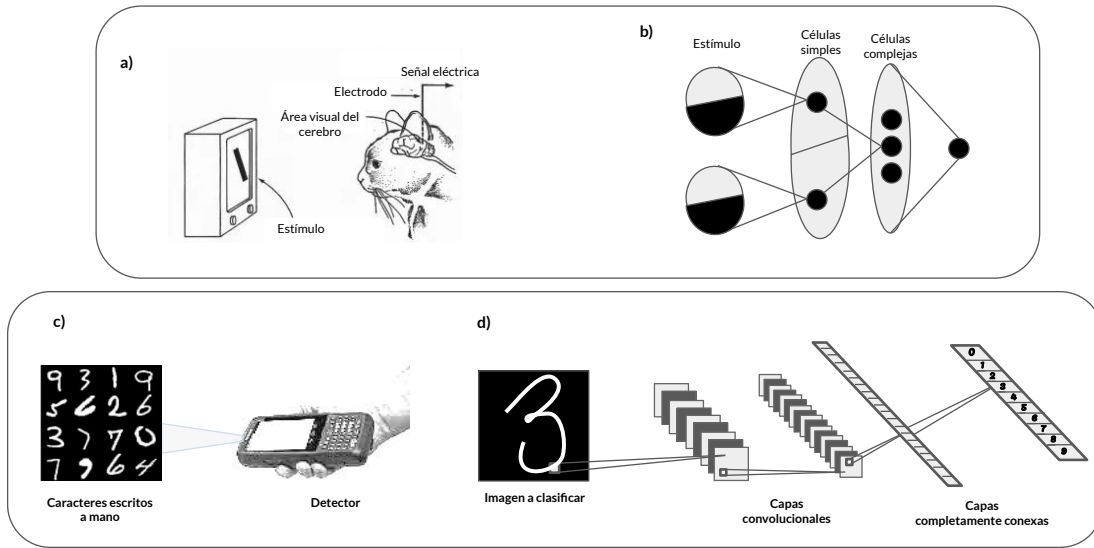 a)
Señal eléctrica
Electrodo
Área visual del
cerebro
Estímulo
b)
Estímulo
Células
simples
Células
complejas
c)
9 3 1 9
5 6 2 6
3 7 7 0
7 9 6 4
Caracteres escritos
a mano
Detector
d)
3
Imagen a clasificar
Capas
convolucionales
0
1
2
3
4
5
6
7
8
9
Capas
completamente conexas